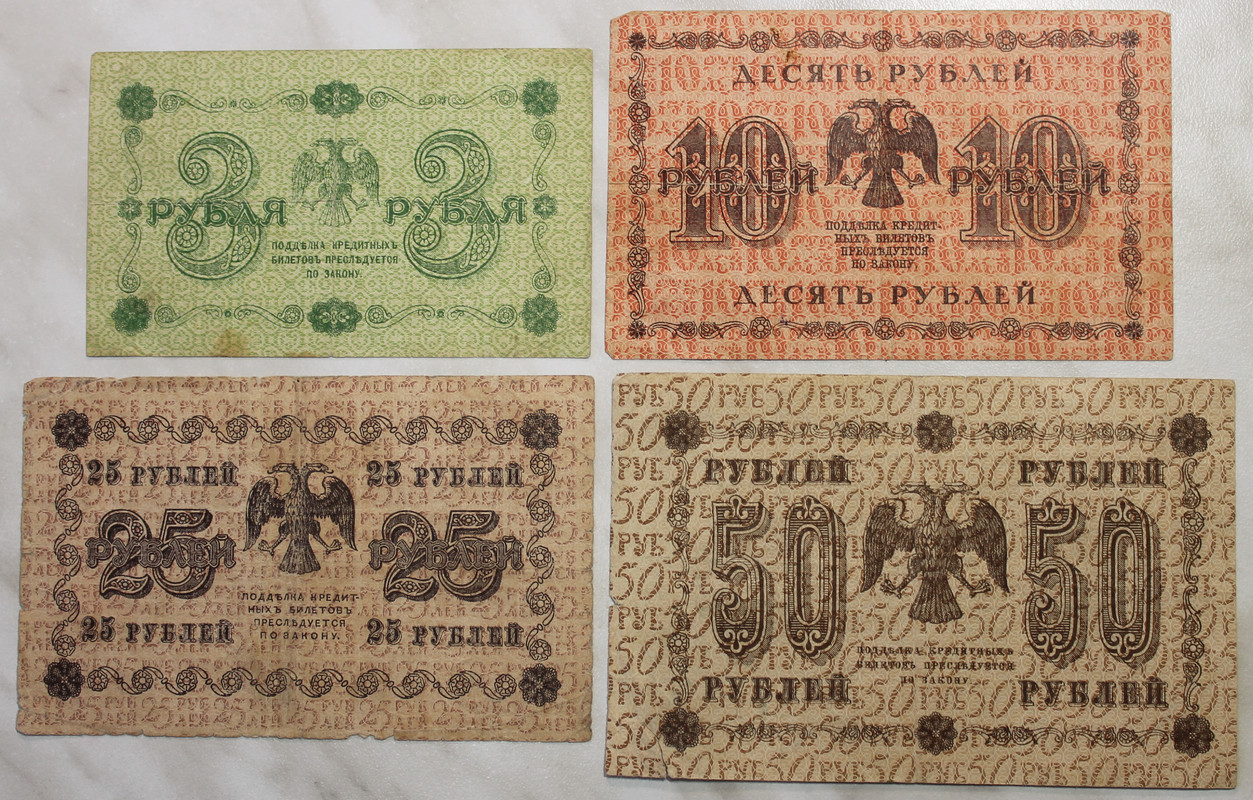 3 3
РУБЛЯ РУБЛЯ
ПОДДѢЛКА КРЕДИТНЫХЪ
БИЛЕТОВЪ ПРЕСЛѢДУЕТСЯ
ПО ЗАКОНУ.
ДЕСЯТЬ РУБЛЕЙ
10 10
РУБЛЕЙ РУБЛЕЙ
ПОДДѢЛКА КРЕДИТ-
НЫХЪ БИЛЕТОВЪ
ПРЕСЛѢДУЕТСЯ
ПО ЗАКОНУ.
ДЕСЯТЬ РУБЛЕЙ
25 РУБЛЕЙ 25 РУБЛЕЙ
25 25
РУБЛЕЙ РУБЛЕЙ
ПОДДѢЛКА КРЕДИТ-
НЫХЪ БИЛЕТОВЪ
ПРЕСЛѢДУЕТСЯ
ПО ЗАКОНУ.
25 РУБЛЕЙ 25 РУБЛЕЙ
РУБЛЕЙ РУБЛЕЙ
50 50
ПОДДѢЛКА КРЕДИТНЫХЪ
БИЛЕТОВЪ ПРЕСЛѢДУЕТСЯ
ПО ЗАКОНУ
РУБЛЕЙ РУБЛЕЙ